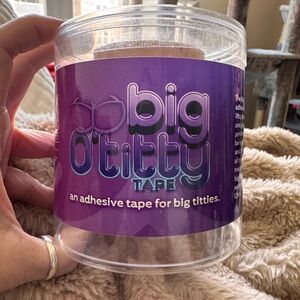 big
O'titty
TAPE
an adhesive tape for big titties.